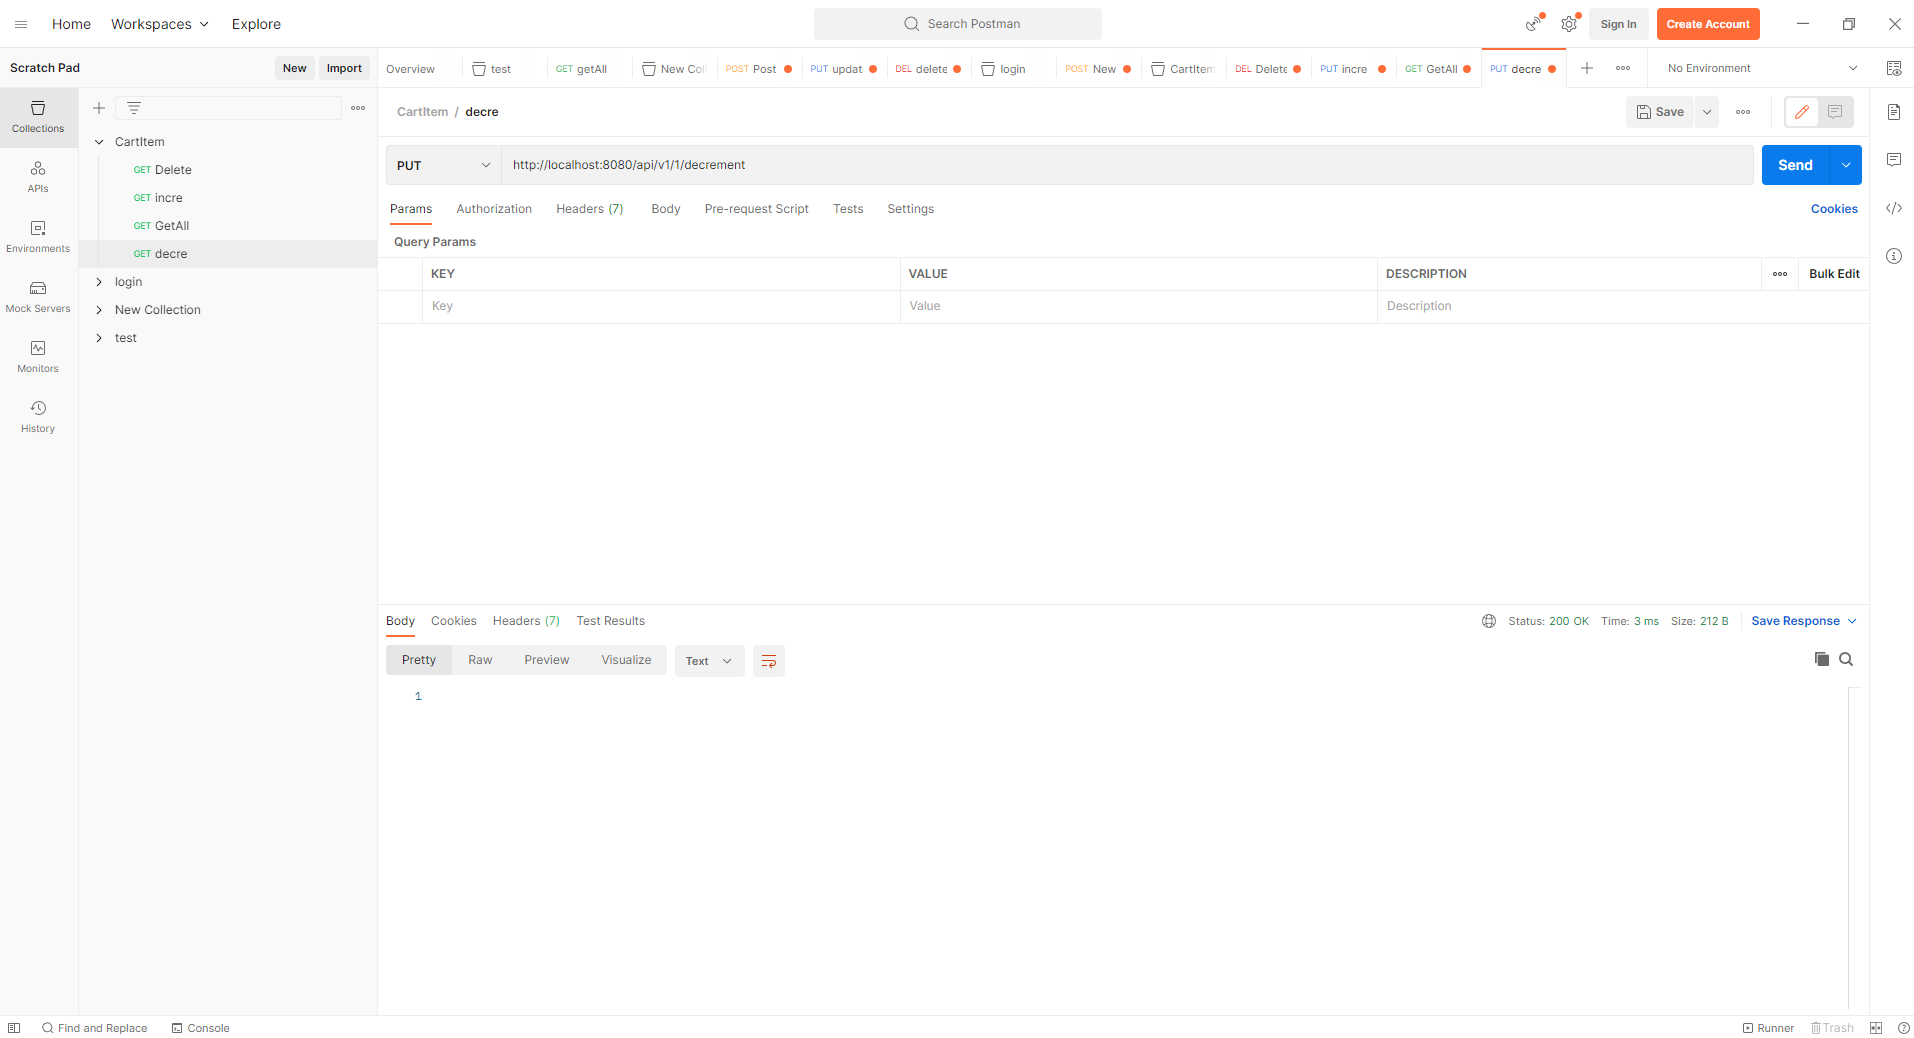 Home Workspaces Explore Search Postman Sign In Create Account
Scratch Pad New Import Overview test GET getAll New Col POST Post PUT updat DEL delete login POST New CartItem DEL Delete PUT incre GET GetAll PUT decre No Environment
Collections
APIs
Environments
Mock Servers
Monitors
History
CartItem
GET Delete
GET incre
GET GetAll
GET decre
login
New Collection
test
CartItem / decre Save
PUT http://localhost:8080/api/v1/1/decrement Send
Params Authorization Headers (7) Body Pre-request Script Tests Settings Cookies
Query Params
KEY VALUE DESCRIPTION Bulk Edit
Key Value Description
Body Cookies Headers (7) Test Results Status: 200 OK Time: 3 ms Size: 212 B Save Response
Pretty Raw Preview Visualize Text
1
Find and Replace Console Runner Trash